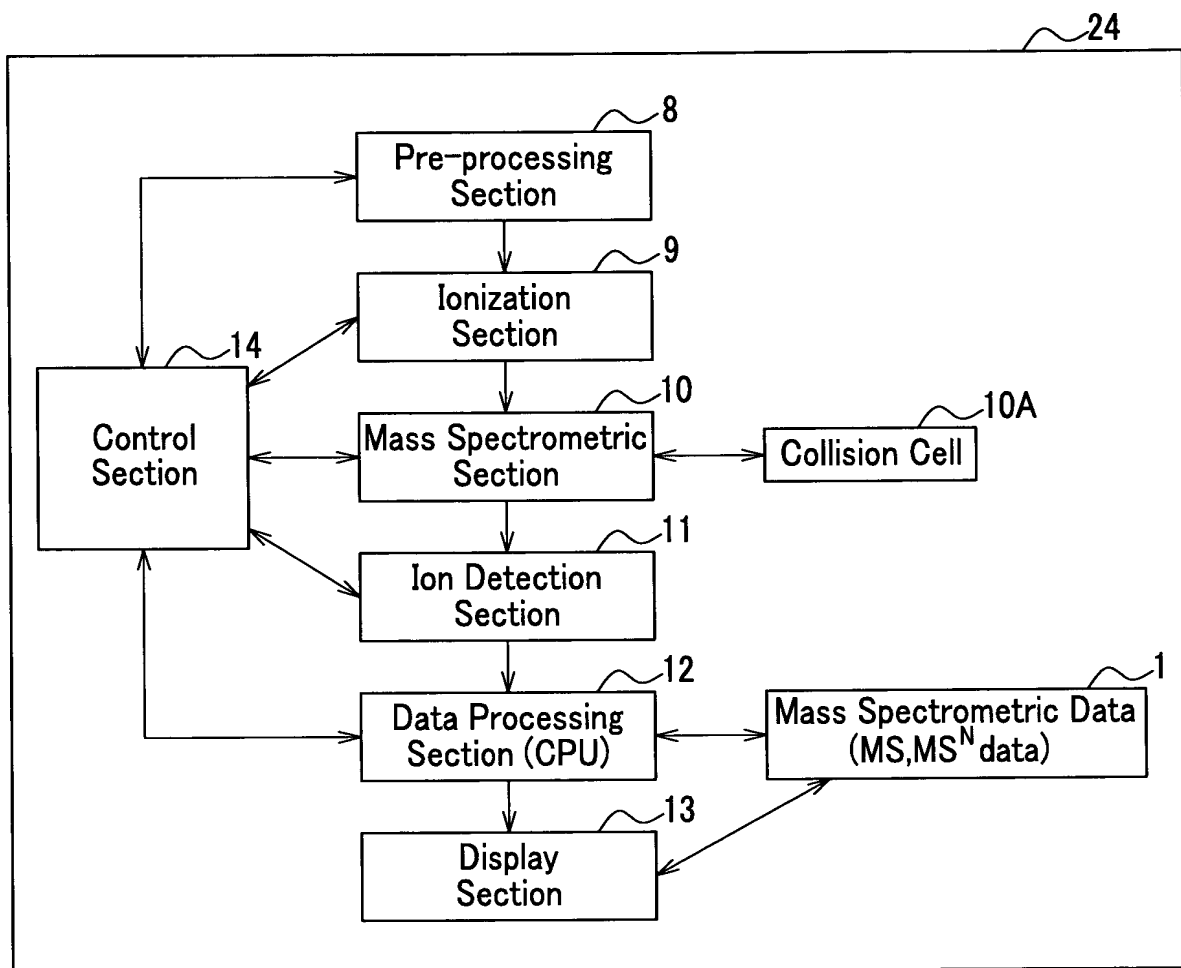 24
8
Pre-processing
Section
9
Ionization
Section
14
Control
Section
10
Mass Spectrometric
Section
10A
Collision Cell
11
Ion Detection
Section
12
Data Processing
Section (CPU)
1
Mass Spectrometric Data
(MS,MS^N data)
13
Display
Section